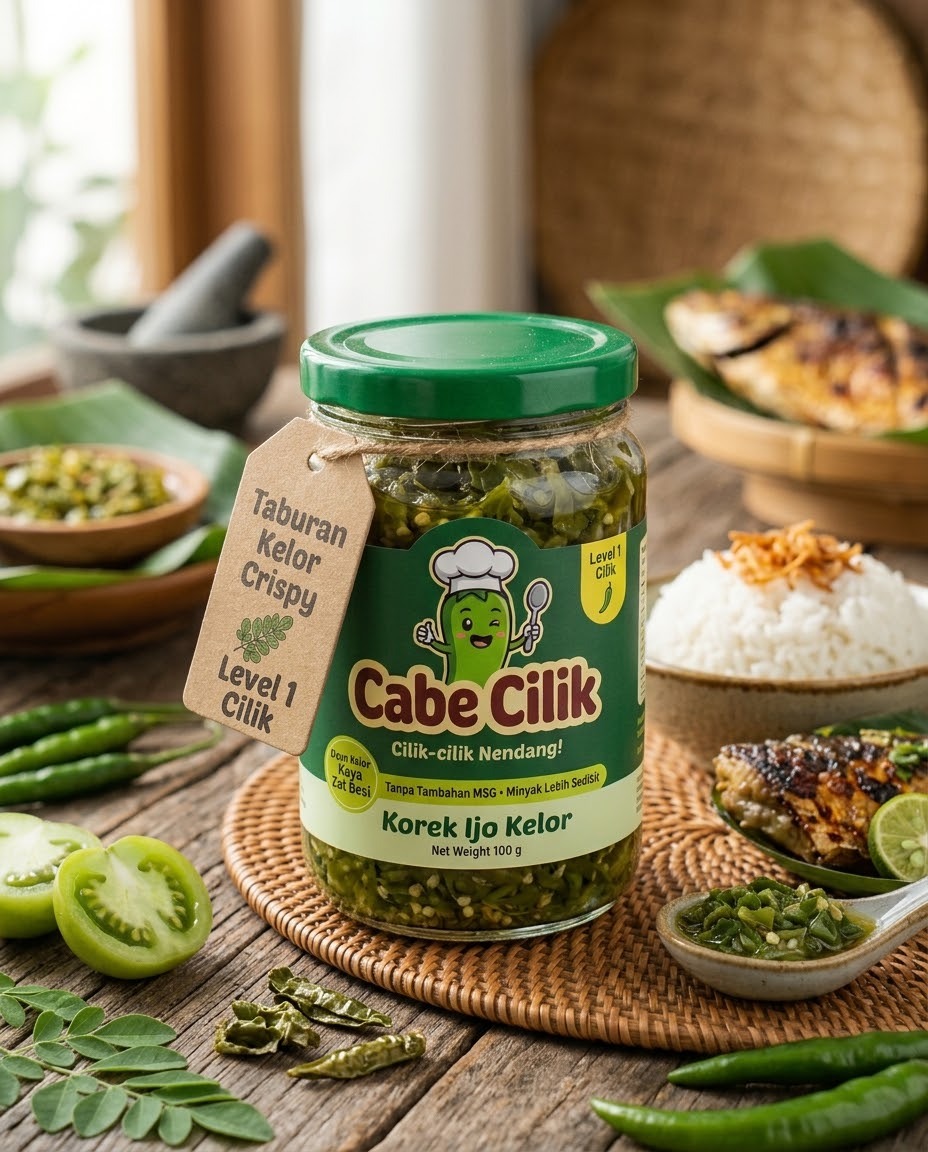 Taburan
Kelor
Crispy
Level 1
Cilik
Level 1
Cilik
Cabe Cilik
Cilik-cilik Nendang!
Daun Kelor
Kaya
Zat Besi
Tanpa Tambahan MSG • Minyak Lebih Sedisit
Korek Ijo Kelor
Net Weight 100 g